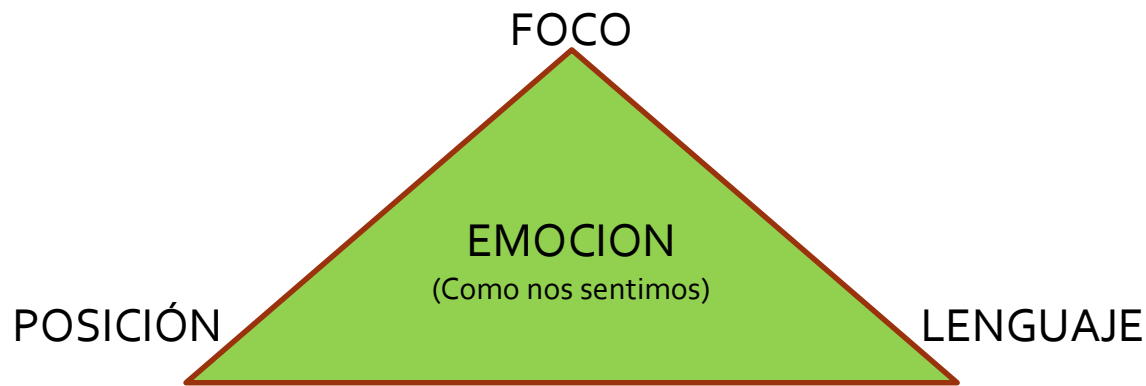 FOCO
EMOCION
(Como nos sentimos)
POSICIÓN
LENGUAJE